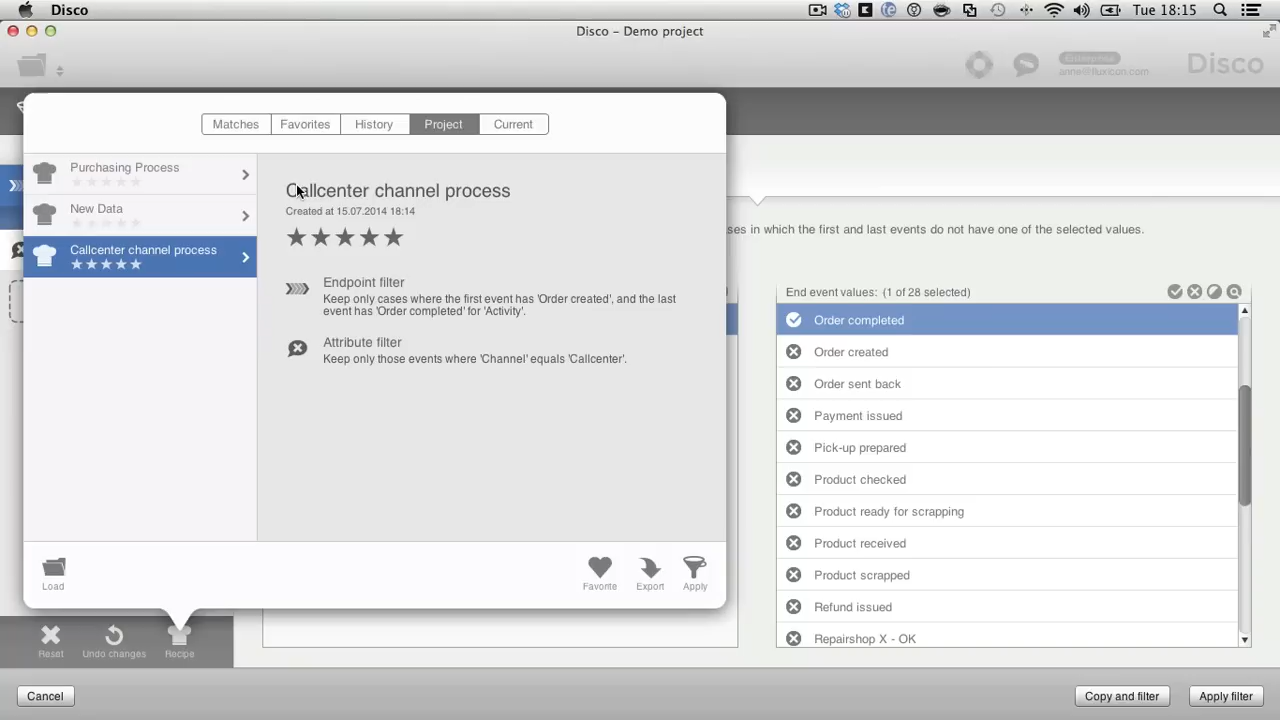 Disco
Tue 18:15
Disco – Demo project
Enterprise
anne@fluxicon.com
Disco
Matches
Favorites
History
Project
Current
Purchasing Process
New Data
Callcenter channel process
Callcenter channel process
Created at 15.07.2014 18:14
Endpoint filter
Keep only cases where the first event has 'Order created', and the last
event has 'Order completed' for 'Activity'.
Attribute filter
Keep only those events where 'Channel' equals 'Callcenter'.
Load
Favorite
Export
Apply
ses in which the first and last events do not have one of the selected values.
End event values: (1 of 28 selected)
Order completed
Order created
Order sent back
Payment issued
Pick-up prepared
Product checked
Product ready for scrapping
Product received
Product scrapped
Refund issued
Repairshop X - OK
Reset
Undo changes
Recipe
Cancel
Copy and filter
Apply filter